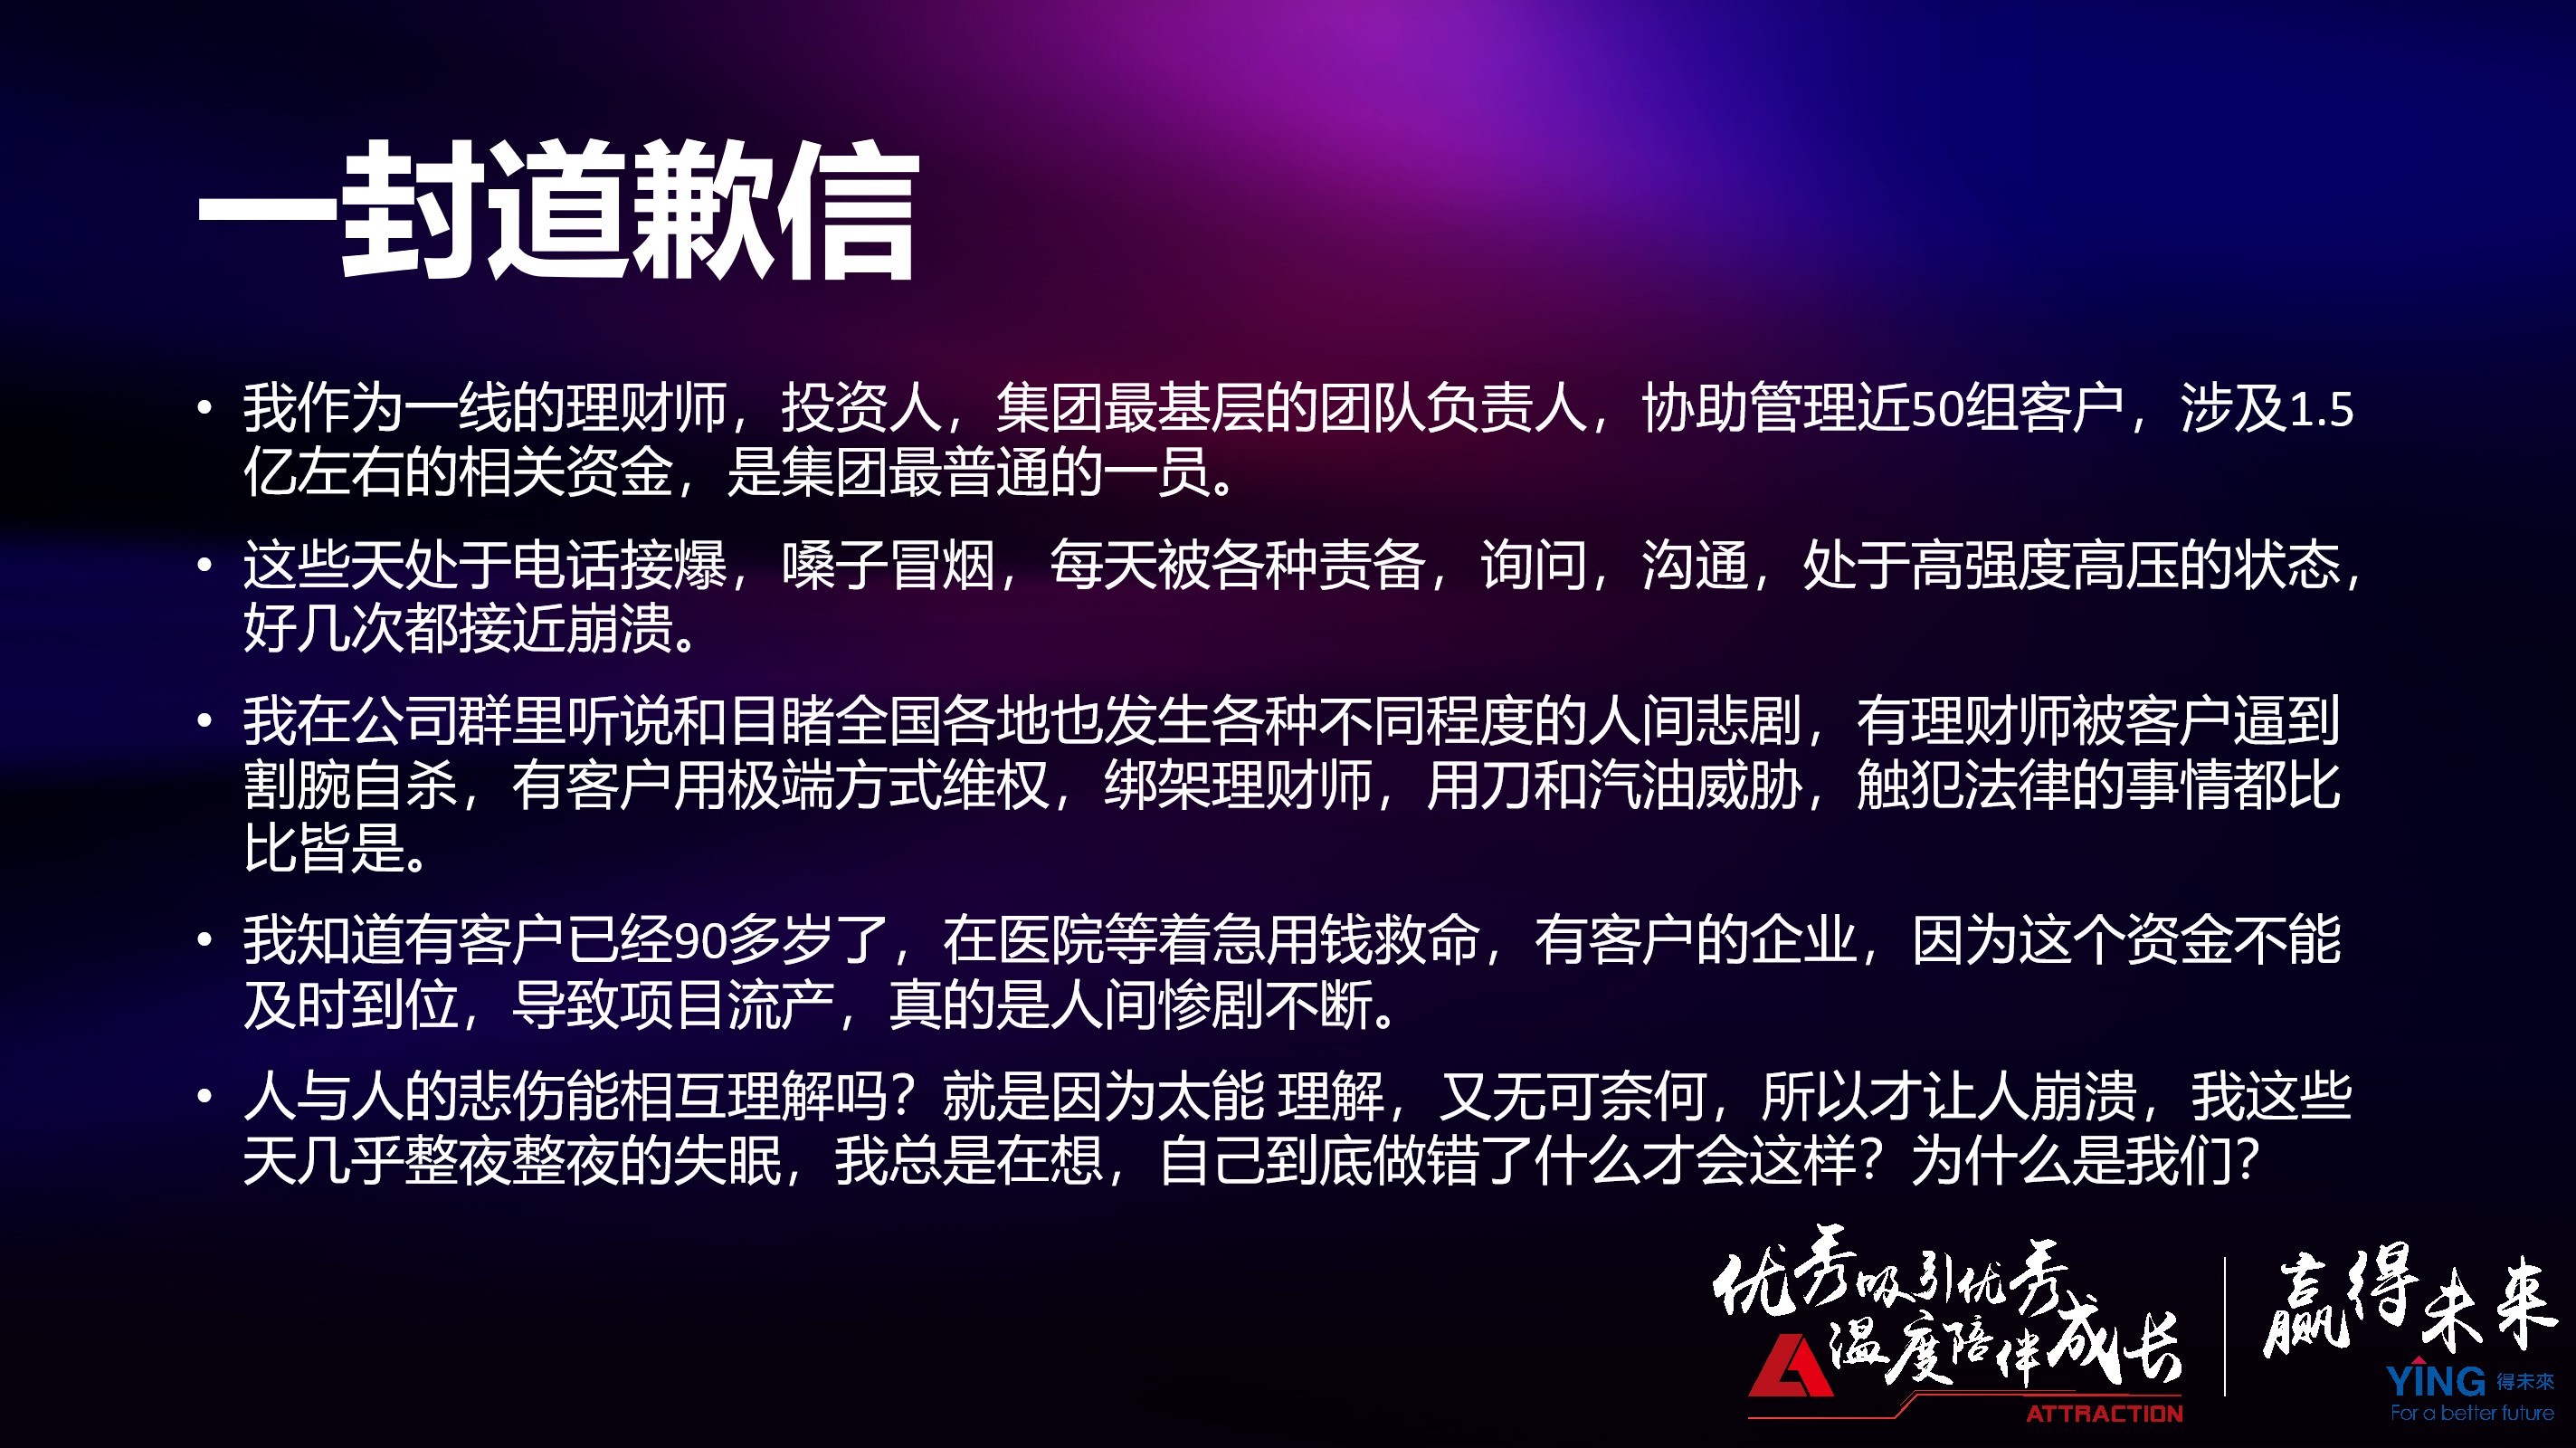 一封道歉信
• 我作为一线的理财师，投资人，集团最基层的团队负责人，协助管理近50组客户，涉及1.5
亿左右的相关资金，是集团最普通的一员。
• 这些天处于电话接爆，嗓子冒烟，每天被各种责备，询问，沟通，处于高强度高压的状态，
好几次都接近崩溃。
• 我在公司群里听说和目睹全国各地也发生各种不同程度的人间悲剧，有理财师被客户逼到
割腕自杀，有客户用极端方式维权，绑架理财师，用刀和汽油威胁，触犯法律的事情都比
比皆是。
• 我知道有客户已经90多岁了，在医院等着急用钱救命，有客户的企业，因为这个资金不能
及时到位，导致项目流产，真的是人间惨剧不断。
• 人与人的悲伤能相互理解吗？就是因为太能 理解，又无可奈何，所以才让人崩溃，我这些
天几乎整夜整夜的失眠，我总是在想，自己到底做错了什么才会这样？为什么是我们？
优秀吸引优秀
温度陪伴成长
ATTRACTION
赢得未来
YING 得未來
For a better future